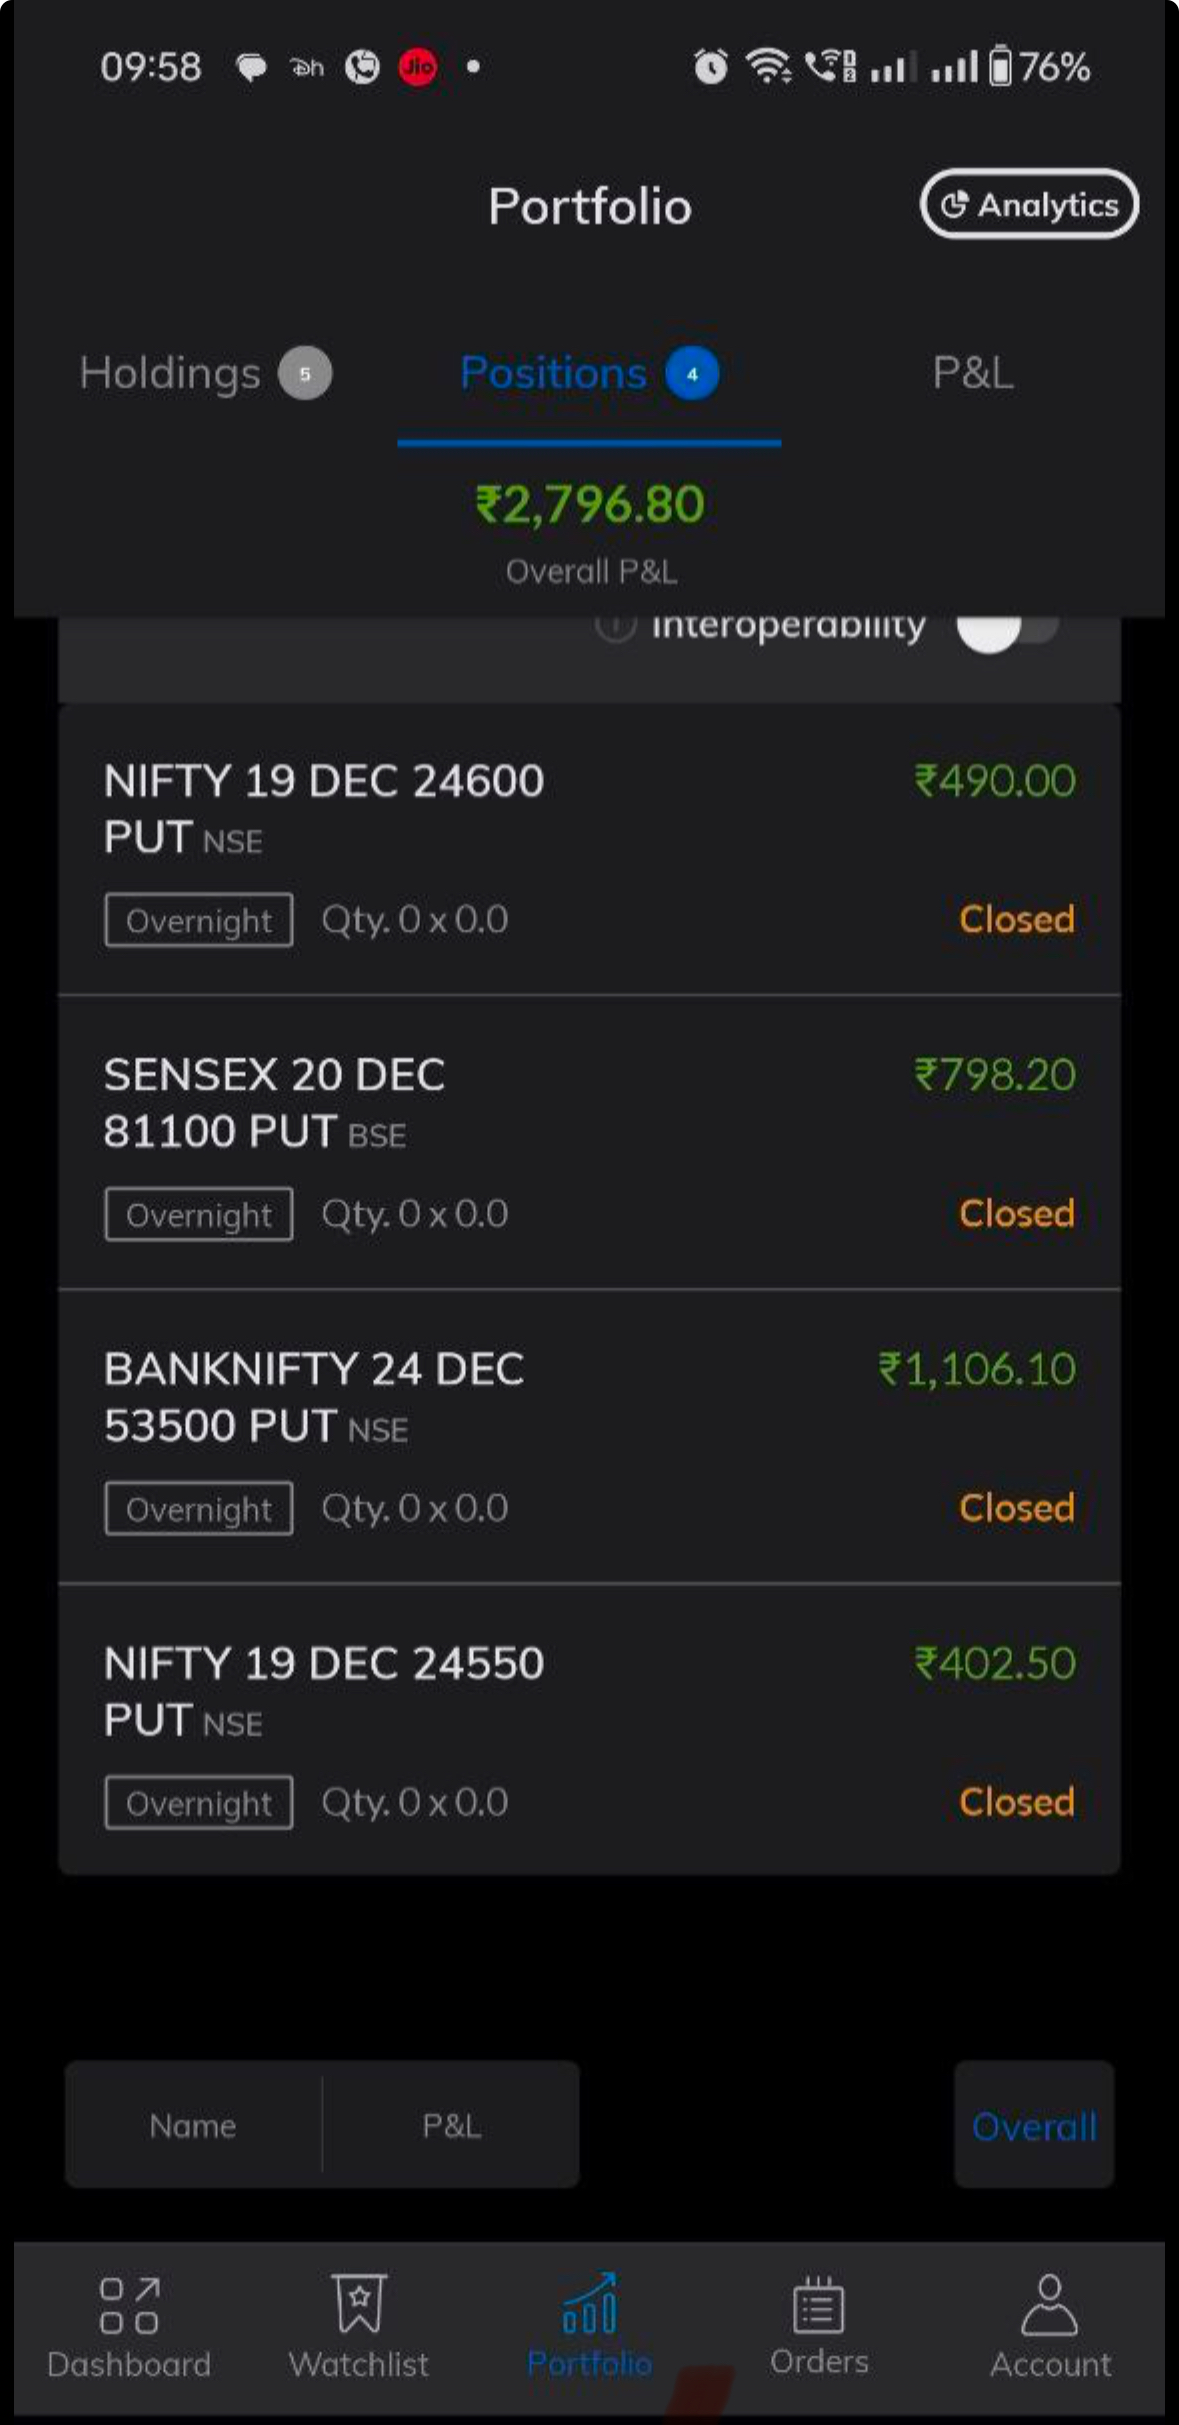 09:58 Jio 76%
Portfolio
Analytics
Holdings 5
Positions 4
P&L
₹2,796.80
Overall P&L
Interoperability
NIFTY 19 DEC 24600 ₹490.00
PUT NSE
Overnight Qty. 0 x 0.0 Closed
SENSEX 20 DEC ₹798.20
81100 PUT BSE
Overnight Qty. 0 x 0.0 Closed
BANKNIFTY 24 DEC ₹1,106.10
53500 PUT NSE
Overnight Qty. 0 x 0.0 Closed
NIFTY 19 DEC 24550 ₹402.50
PUT NSE
Overnight Qty. 0 x 0.0 Closed
Name P&L Overall
Dashboard Watchlist Portfolio Orders Account